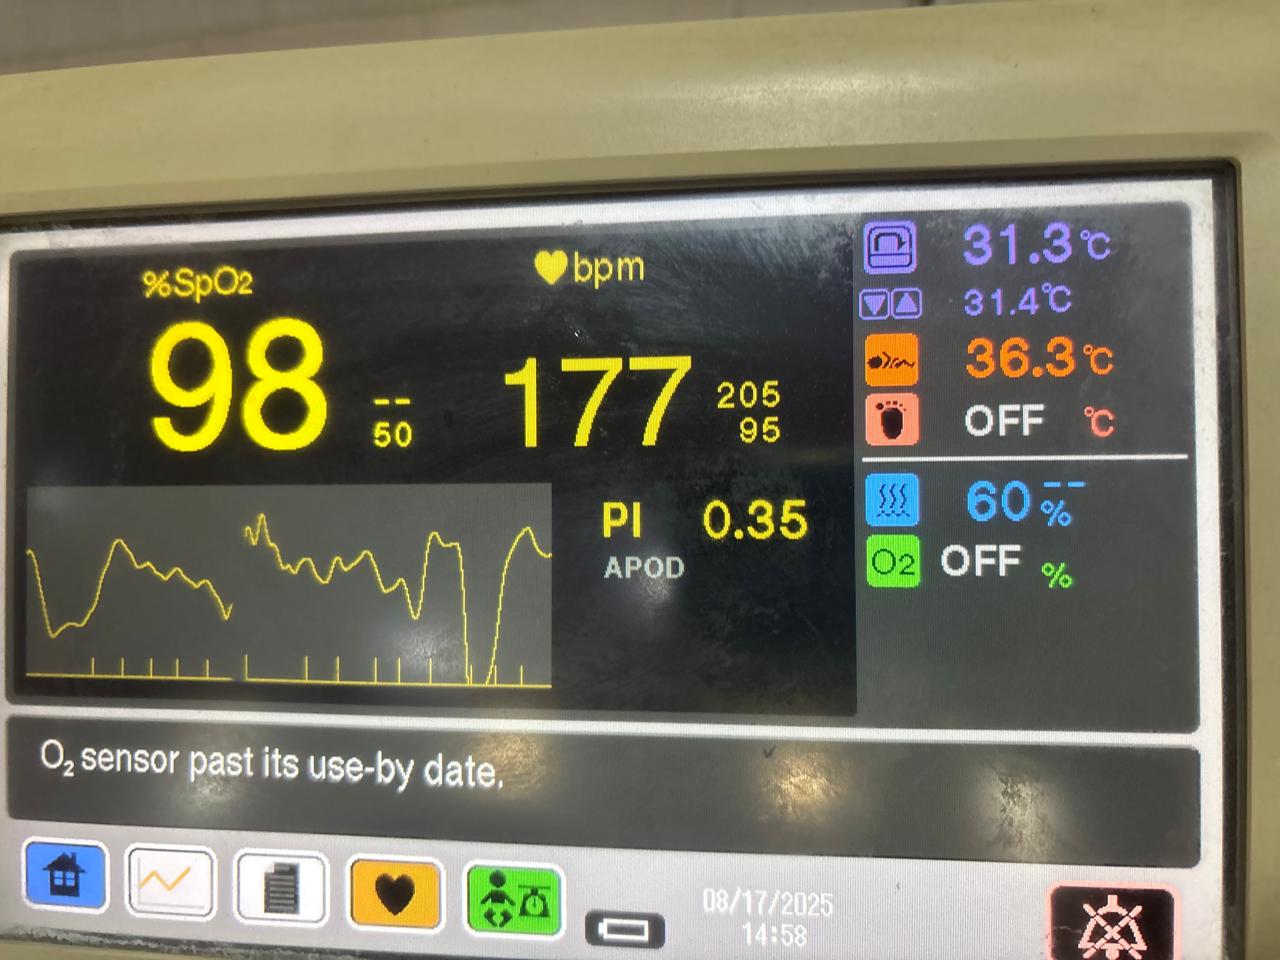 %SpO2
bpm
98
--
50
177
205
95
PI 0.35
APOD
31.3°C
31.4°C
36.3°C
OFF °C
60 --%
O2 OFF %
O₂ sensor past its use-by date.
08/17/2025
14:58